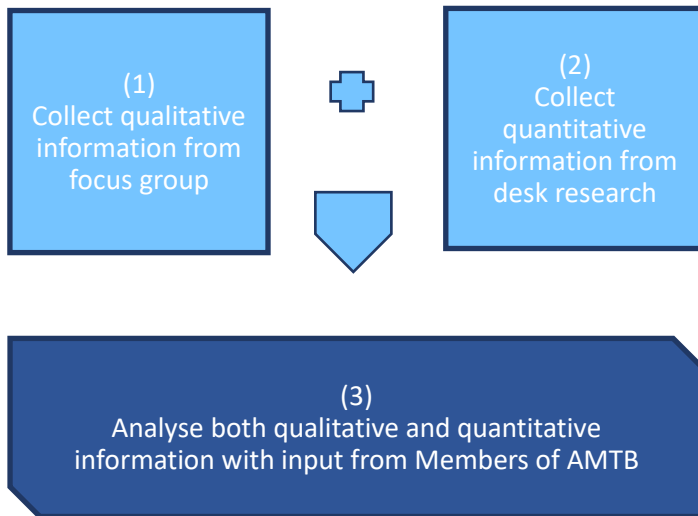 (1)
Collect qualitative
information from
focus group
(2)
Collect
quantitative
information from
desk research
(3)
Analyse both qualitative and quantitative
information with input from Members of AMTB